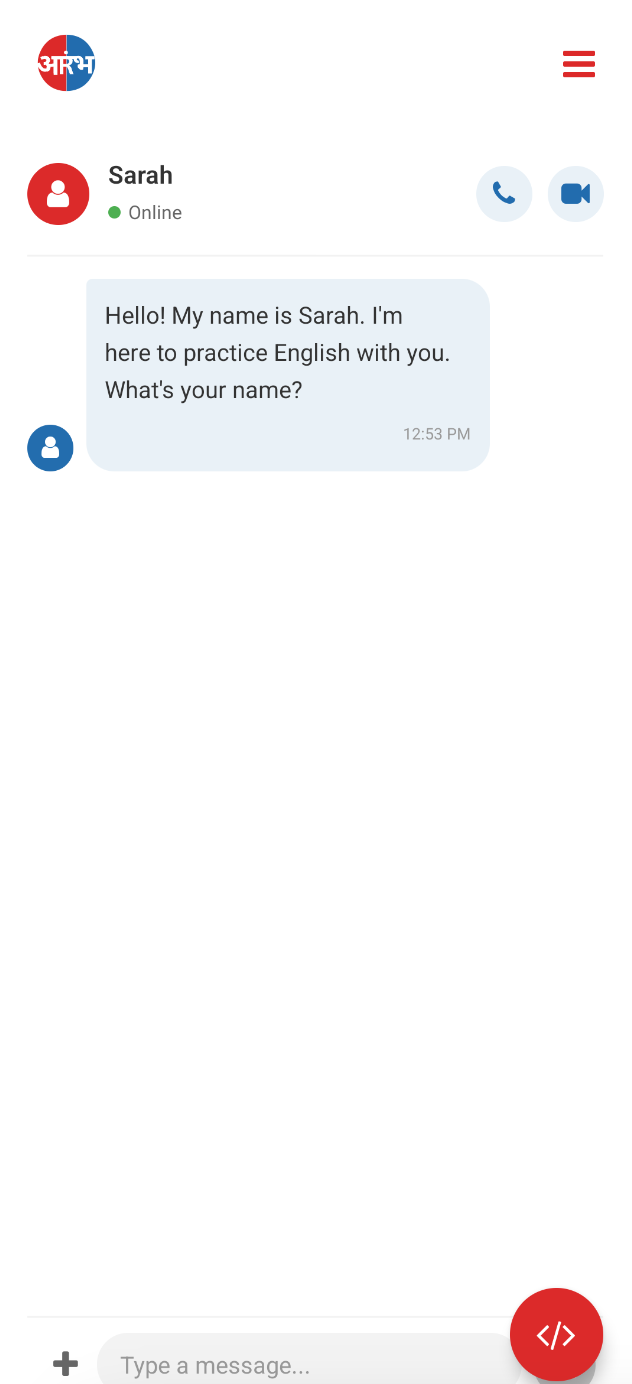 आरंभ
Sarah
Online
Hello! My name is Sarah. I'm
here to practice English with you.
What's your name?
12:53 PM
Type a message...